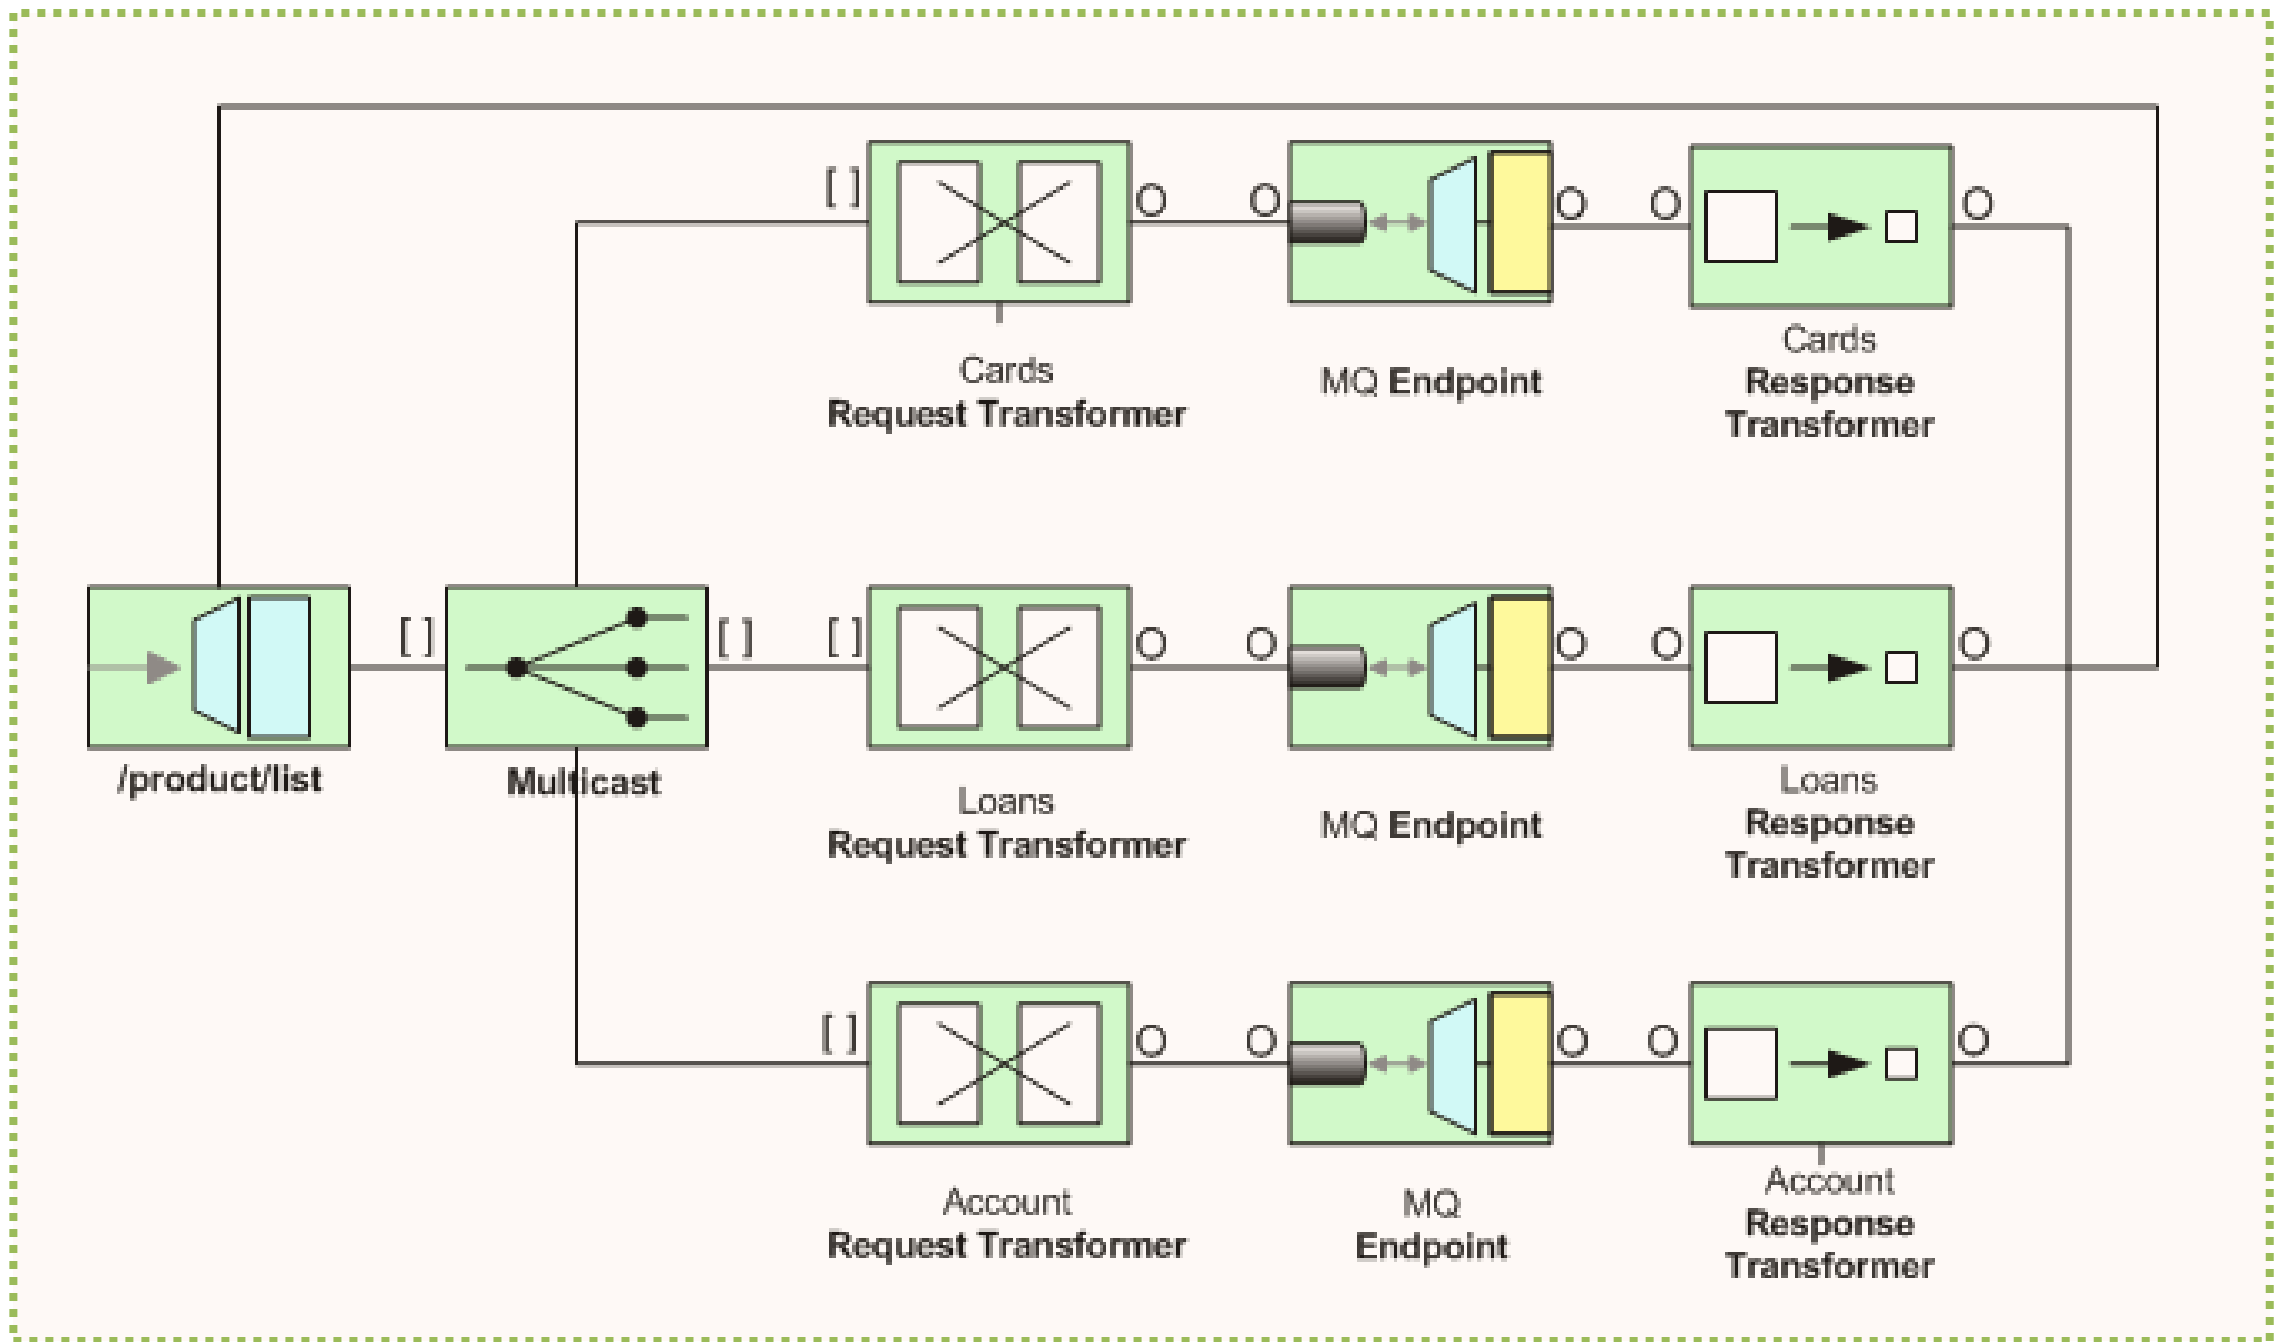 [ ]
O
O
O
O
O
Cards
Request Transformer
MQ Endpoint
Cards
Response
Transformer
/product/list
[ ]
Multicast
[ ]
[ ]
O
O
O
O
O
Loans
Request Transformer
MQ Endpoint
Loans
Response
Transformer
[ ]
O
O
O
O
O
Account
Request Transformer
MQ
Endpoint
Account
Response
Transformer